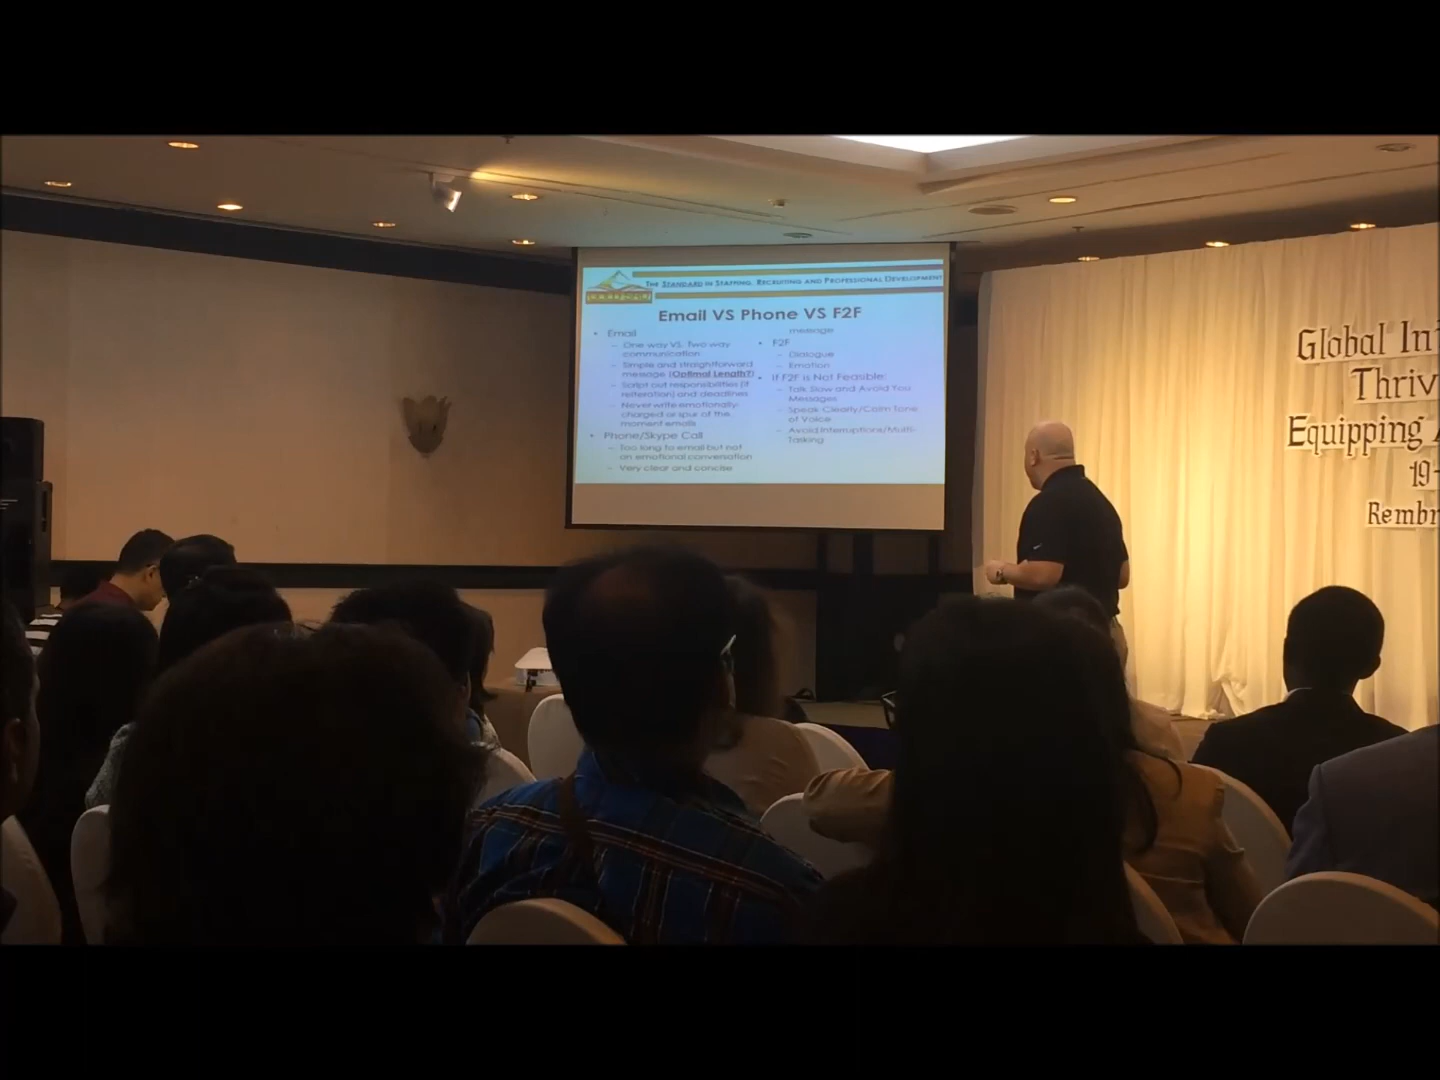 THE STANDARD IN STAFFING, RECRUITING AND PROFESSIONAL DEVELOPMENT
Email VS Phone VS F2F
• Email
– One way VS. Two way
communication
– Simple and straightforward
message (Optimal Length?)
– Script out responsibilities (if
reiteration) and deadlines
– Never write emotionally-
charged or spur of the
moment emails
• Phone/Skype Call
– Too long to email but not
an emotional conversation
– Very clear and concise
message
• F2F
– Dialogue
– Emotion
• If F2F is Not Feasible:
– Talk Slow and Avoid You
Messages
– Speak Clearly/Calm Tone
of Voice
– Avoid Interruptions/Multi-
Tasking
Global
Equipping